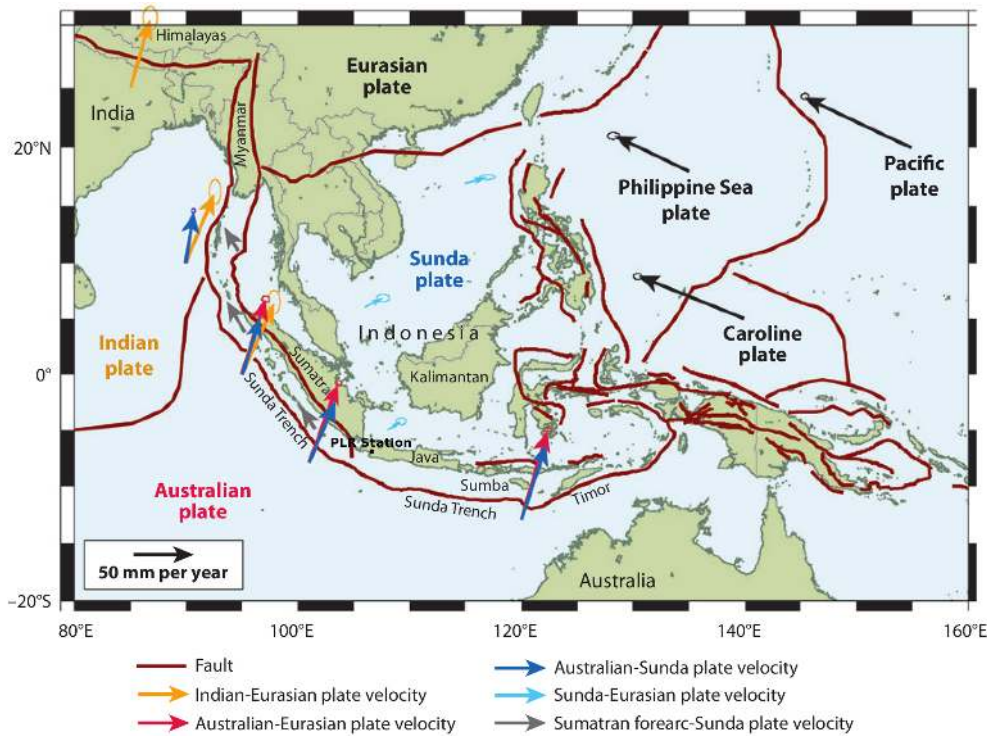 Himalayas
India
Eurasian
plate
Myanmar
20°N
Philippine Sea
plate
Pacific
plate
Sunda
plate
Caroline
plate
Indian
plate
Indonesia
0°
Kalimantan
Sumatra
Sunda Trench
PLR Station
Java
Sumba
Timor
Sunda Trench
Australian
plate
50 mm per year
Australia
–20°S
80°E
100°E
120°E
140°E
160°E
Fault
Indian-Eurasian plate velocity
Australian-Eurasian plate velocity
Australian-Sunda plate velocity
Sunda-Eurasian plate velocity
Sumatran forearc-Sunda plate velocity